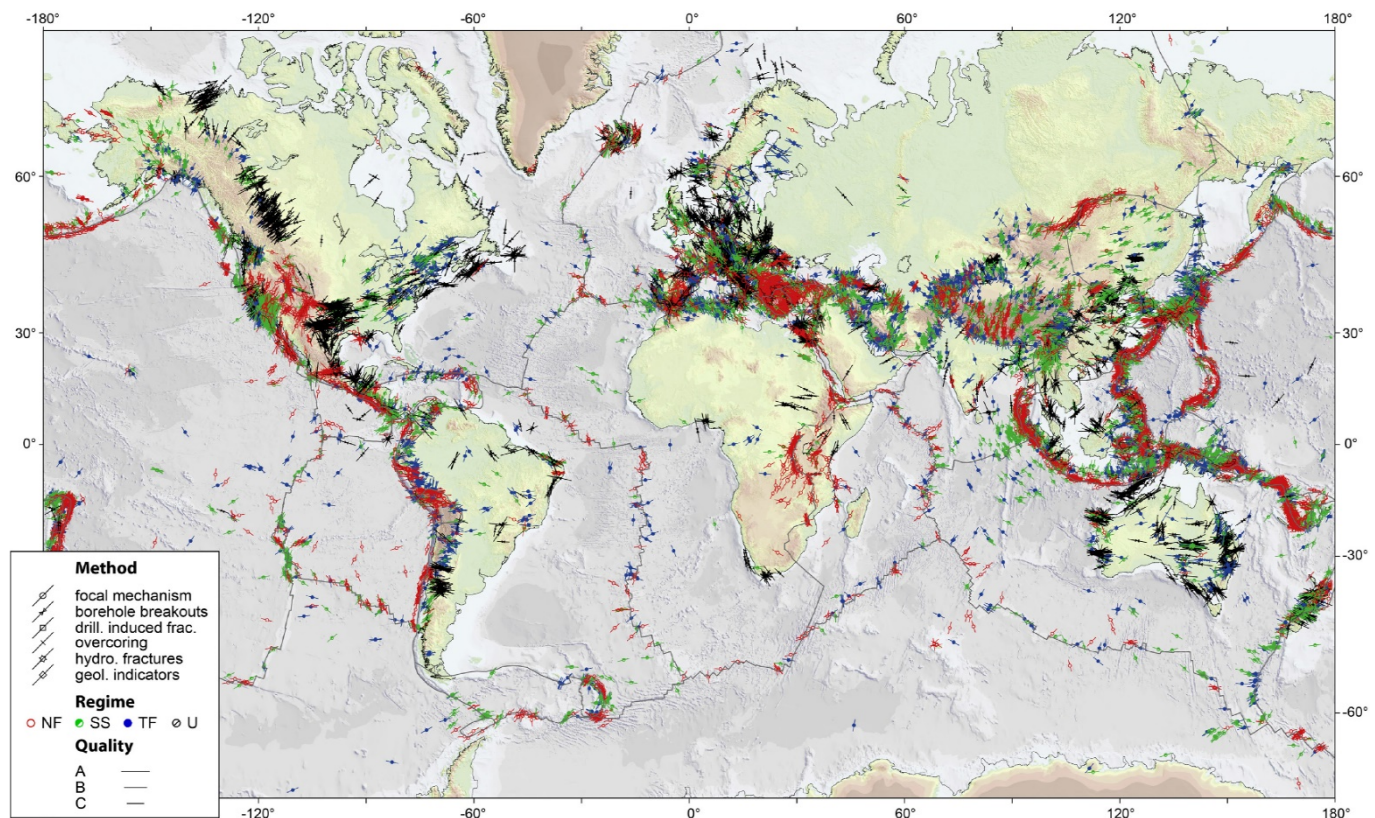 -180° -120° -60° 0° 60° 120° 180°
60° 60°
30° 30°
0° 0°
-30°
-60°
Method
focal mechanism
borehole breakouts
drill. induced frac.
overcoring
hydro. fractures
geol. indicators
Regime
NF SS TF U
Quality
A
B
C
-120° -60° 0° 60° 120° 180°